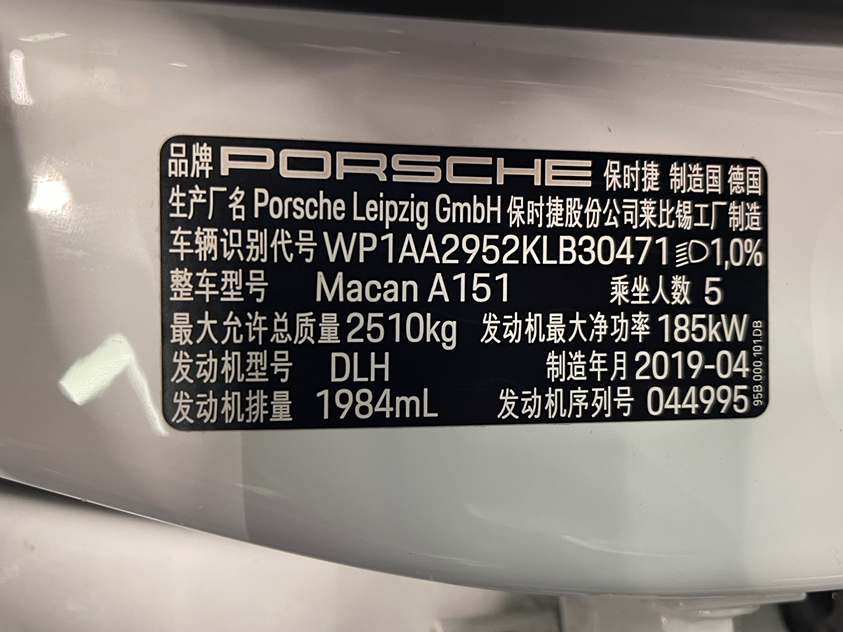 品牌 PORSCHE 保时捷 制造国 德国
生产厂名 Porsche Leipzig GmbH 保时捷股份公司莱比锡工厂制造
车辆识别代号 WP1AA2952KLB30471 1,0%
整车型号 Macan A151 乘坐人数 5
最大允许总质量 2510kg 发动机最大净功率 185kW
发动机型号 DLH 制造年月 2019-04
发动机排量 1984mL 发动机序列号 044995
95B.000.101.DB